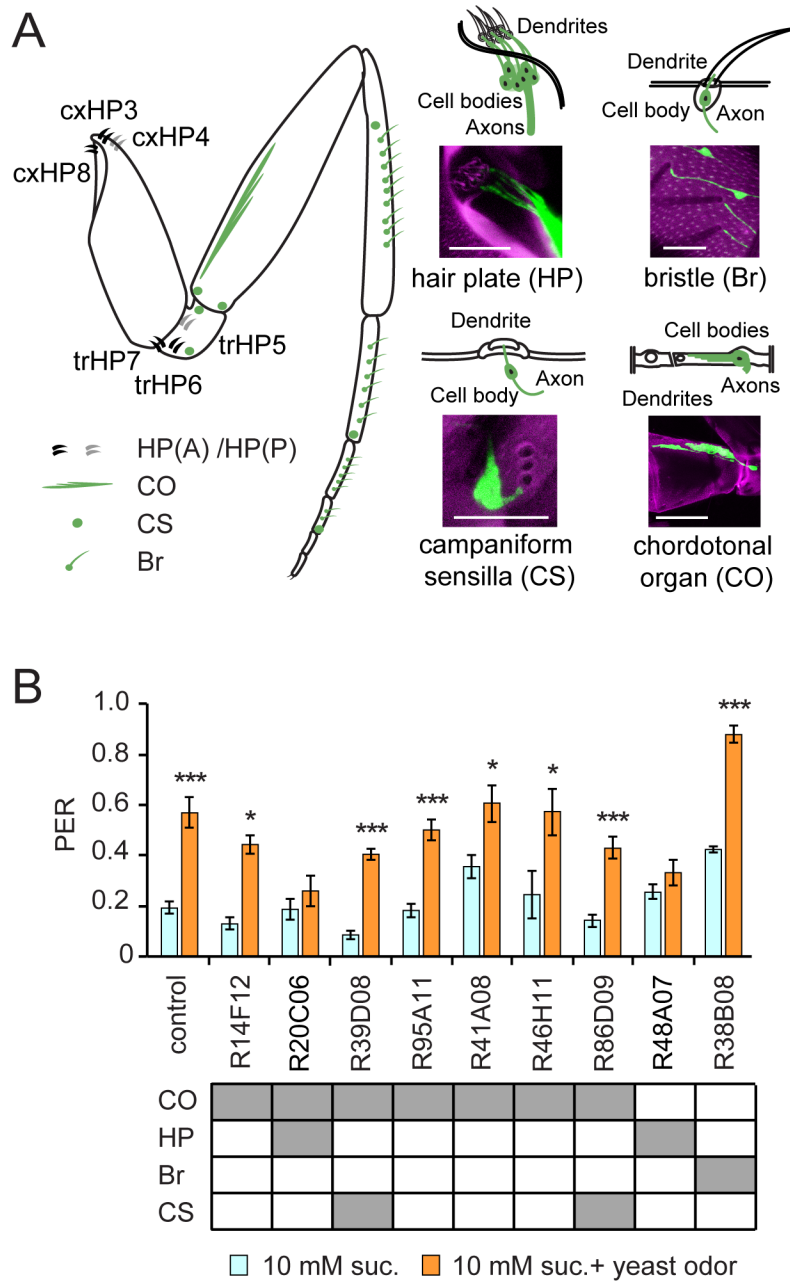 A
cxHP3
cxHP4
cxHP8
trHP7
trHP6
trHP5
HP(A) /HP(P)
CO
CS
Br
Dendrites
Cell bodies
Axons
hair plate (HP)
Dendrite
Cell body
Axon
bristle (Br)
Dendrite
Axon
Cell body
campaniform
sensilla (CS)
Cell bodies
Axons
Dendrites
chordotonal
organ (CO)
B
PER
1.0
0.8
0.6
0.4
0.2
0
***
*
***
***
*
*
***
***
control
R14F12
R20C06
R39D08
R95A11
R41A08
R46H11
R86D09
R48A07
R38B08
CO
HP
Br
CS
10 mM suc.
10 mM suc.+ yeast odor